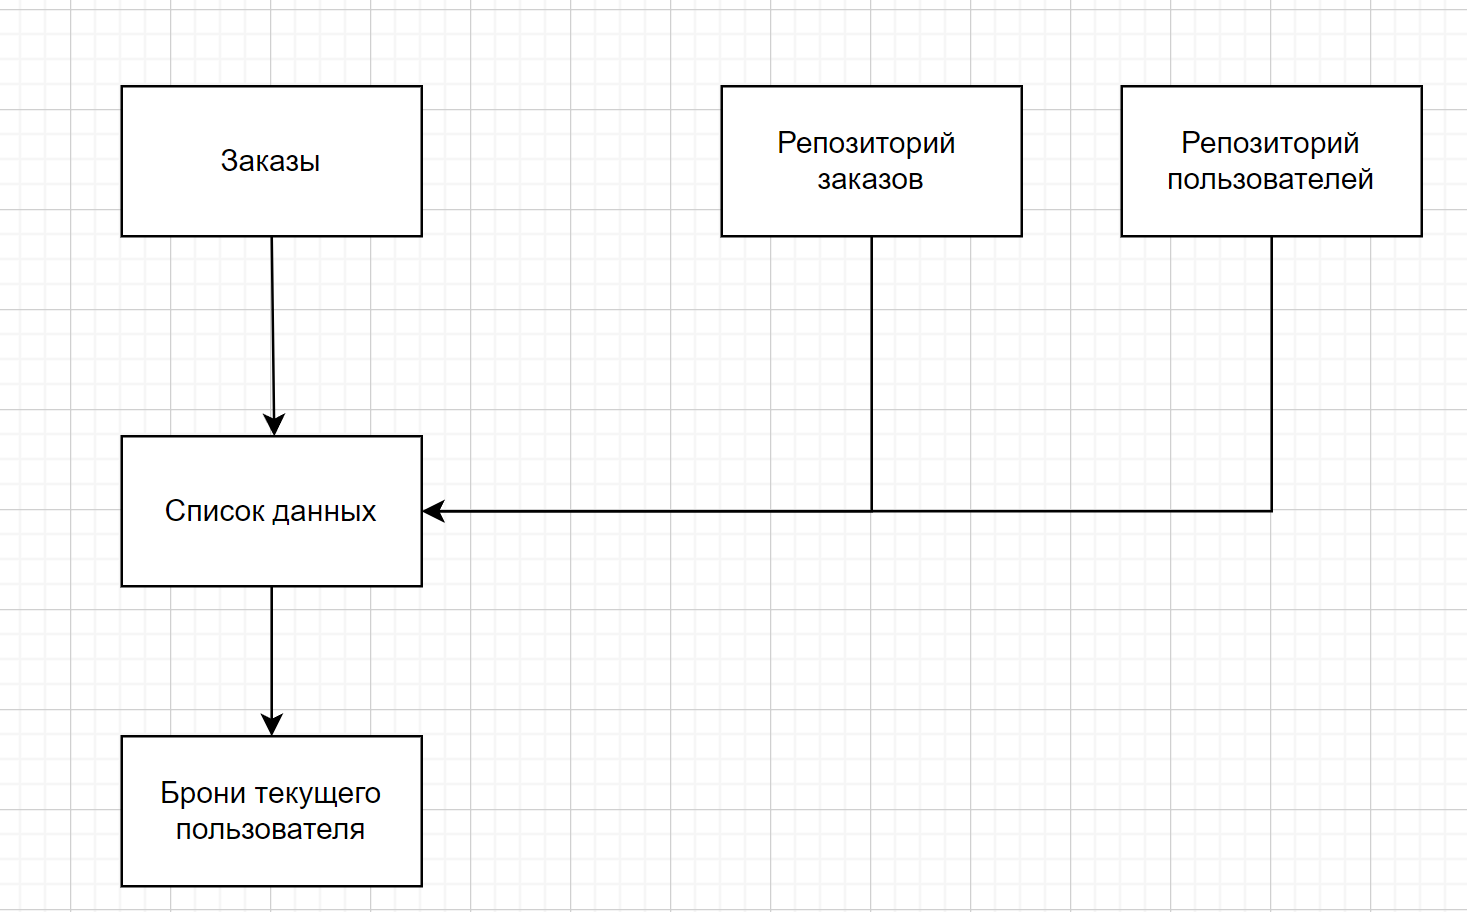 Заказы
Репозиторий
заказов
Репозиторий
пользователей
Список данных
Брони текущего
пользователя